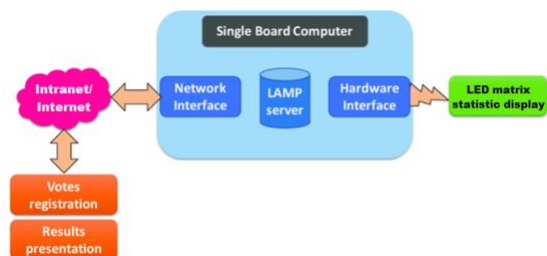 Single Board Computer
Intranet/
Internet
Network
Interface
LAMP
server
Hardware
Interface
LED matrix
statistic display
Votes
registration
Results
presentation